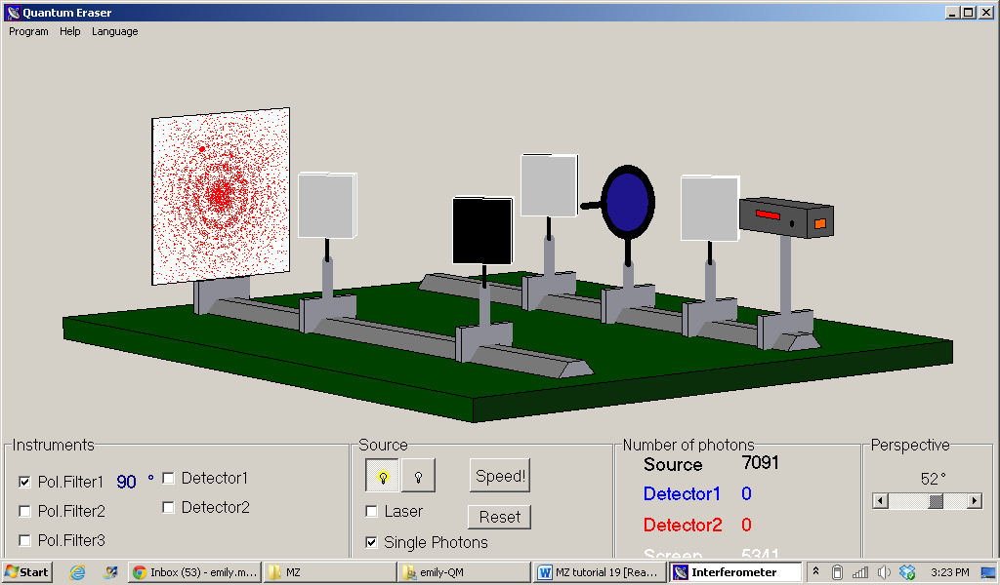 Quantum Eraser
Program Help Language
Instruments
Pol.Filter1 90 °
Detector1
Pol.Filter2
Detector2
Pol.Filter3
Source
Speed!
Laser
Reset
Single Photons
Number of photons
Source 7091
Detector1 0
Detector2 0
Screen 5341
Perspective
52°
Start
Inbox (53) - emily.m...
MZ
emily-QM
MZ tutorial 19 [Rea...
Interferometer
3:23 PM